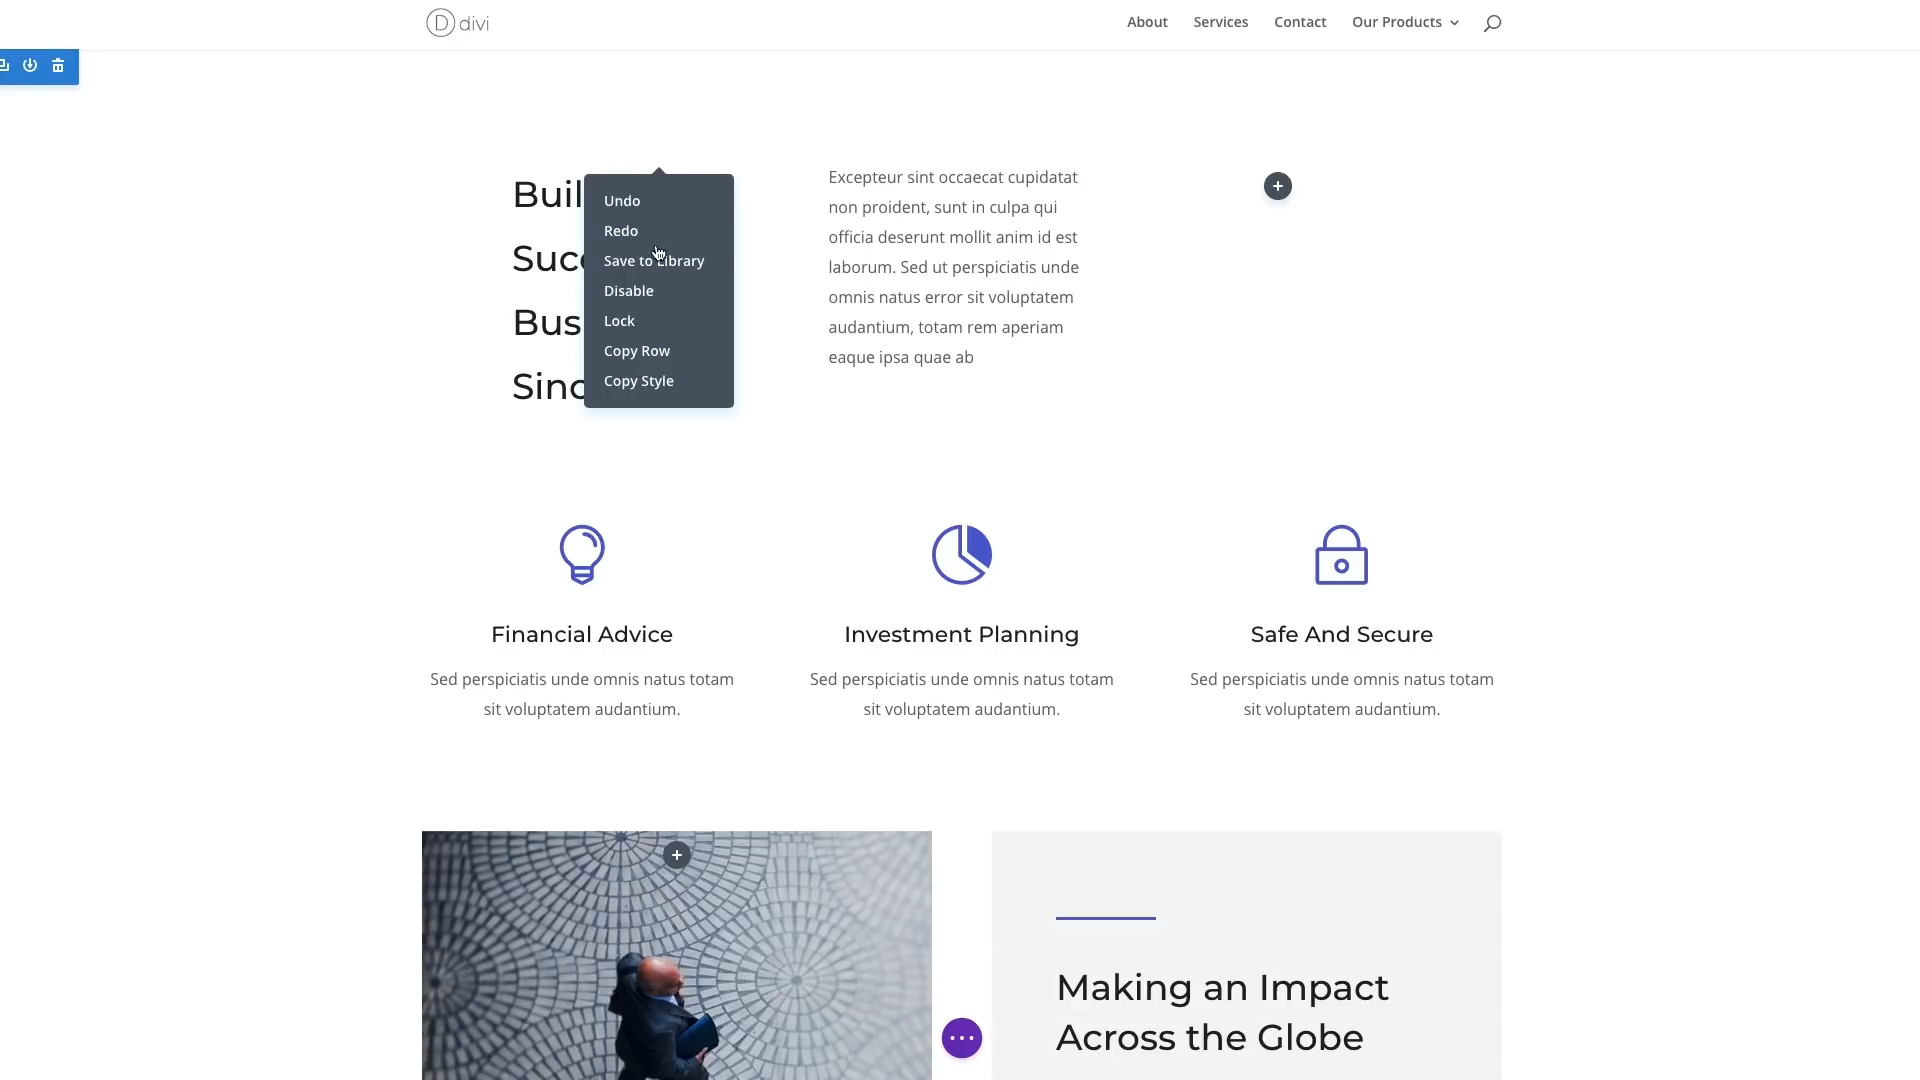 divi
About Services Contact Our Products
Undo
Redo
Save to Library
Disable
Lock
Copy Row
Copy Style
Excepteur sint occaecat cupidatat
non proident, sunt in culpa qui
officia deserunt mollit anim id est
laborum. Sed ut perspiciatis unde
omnis natus error sit voluptatem
audantium, totam rem aperiam
eaque ipsa quae ab
Financial Advice
Sed perspiciatis unde omnis natus totam
sit voluptatem audantium.
Investment Planning
Sed perspiciatis unde omnis natus totam
sit voluptatem audantium.
Safe And Secure
Sed perspiciatis unde omnis natus totam
sit voluptatem audantium.
Making an Impact
Across the Globe